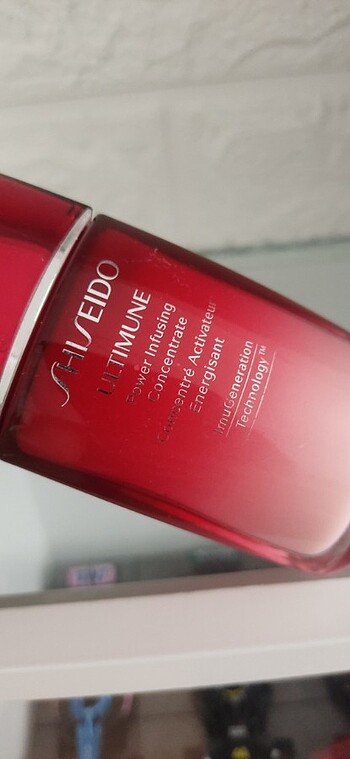 SHISEIDO
ULTIMUNE
Power Infusing
Concentrate
Concentré Activateur
Energisant
ImuGeneration
Technology™